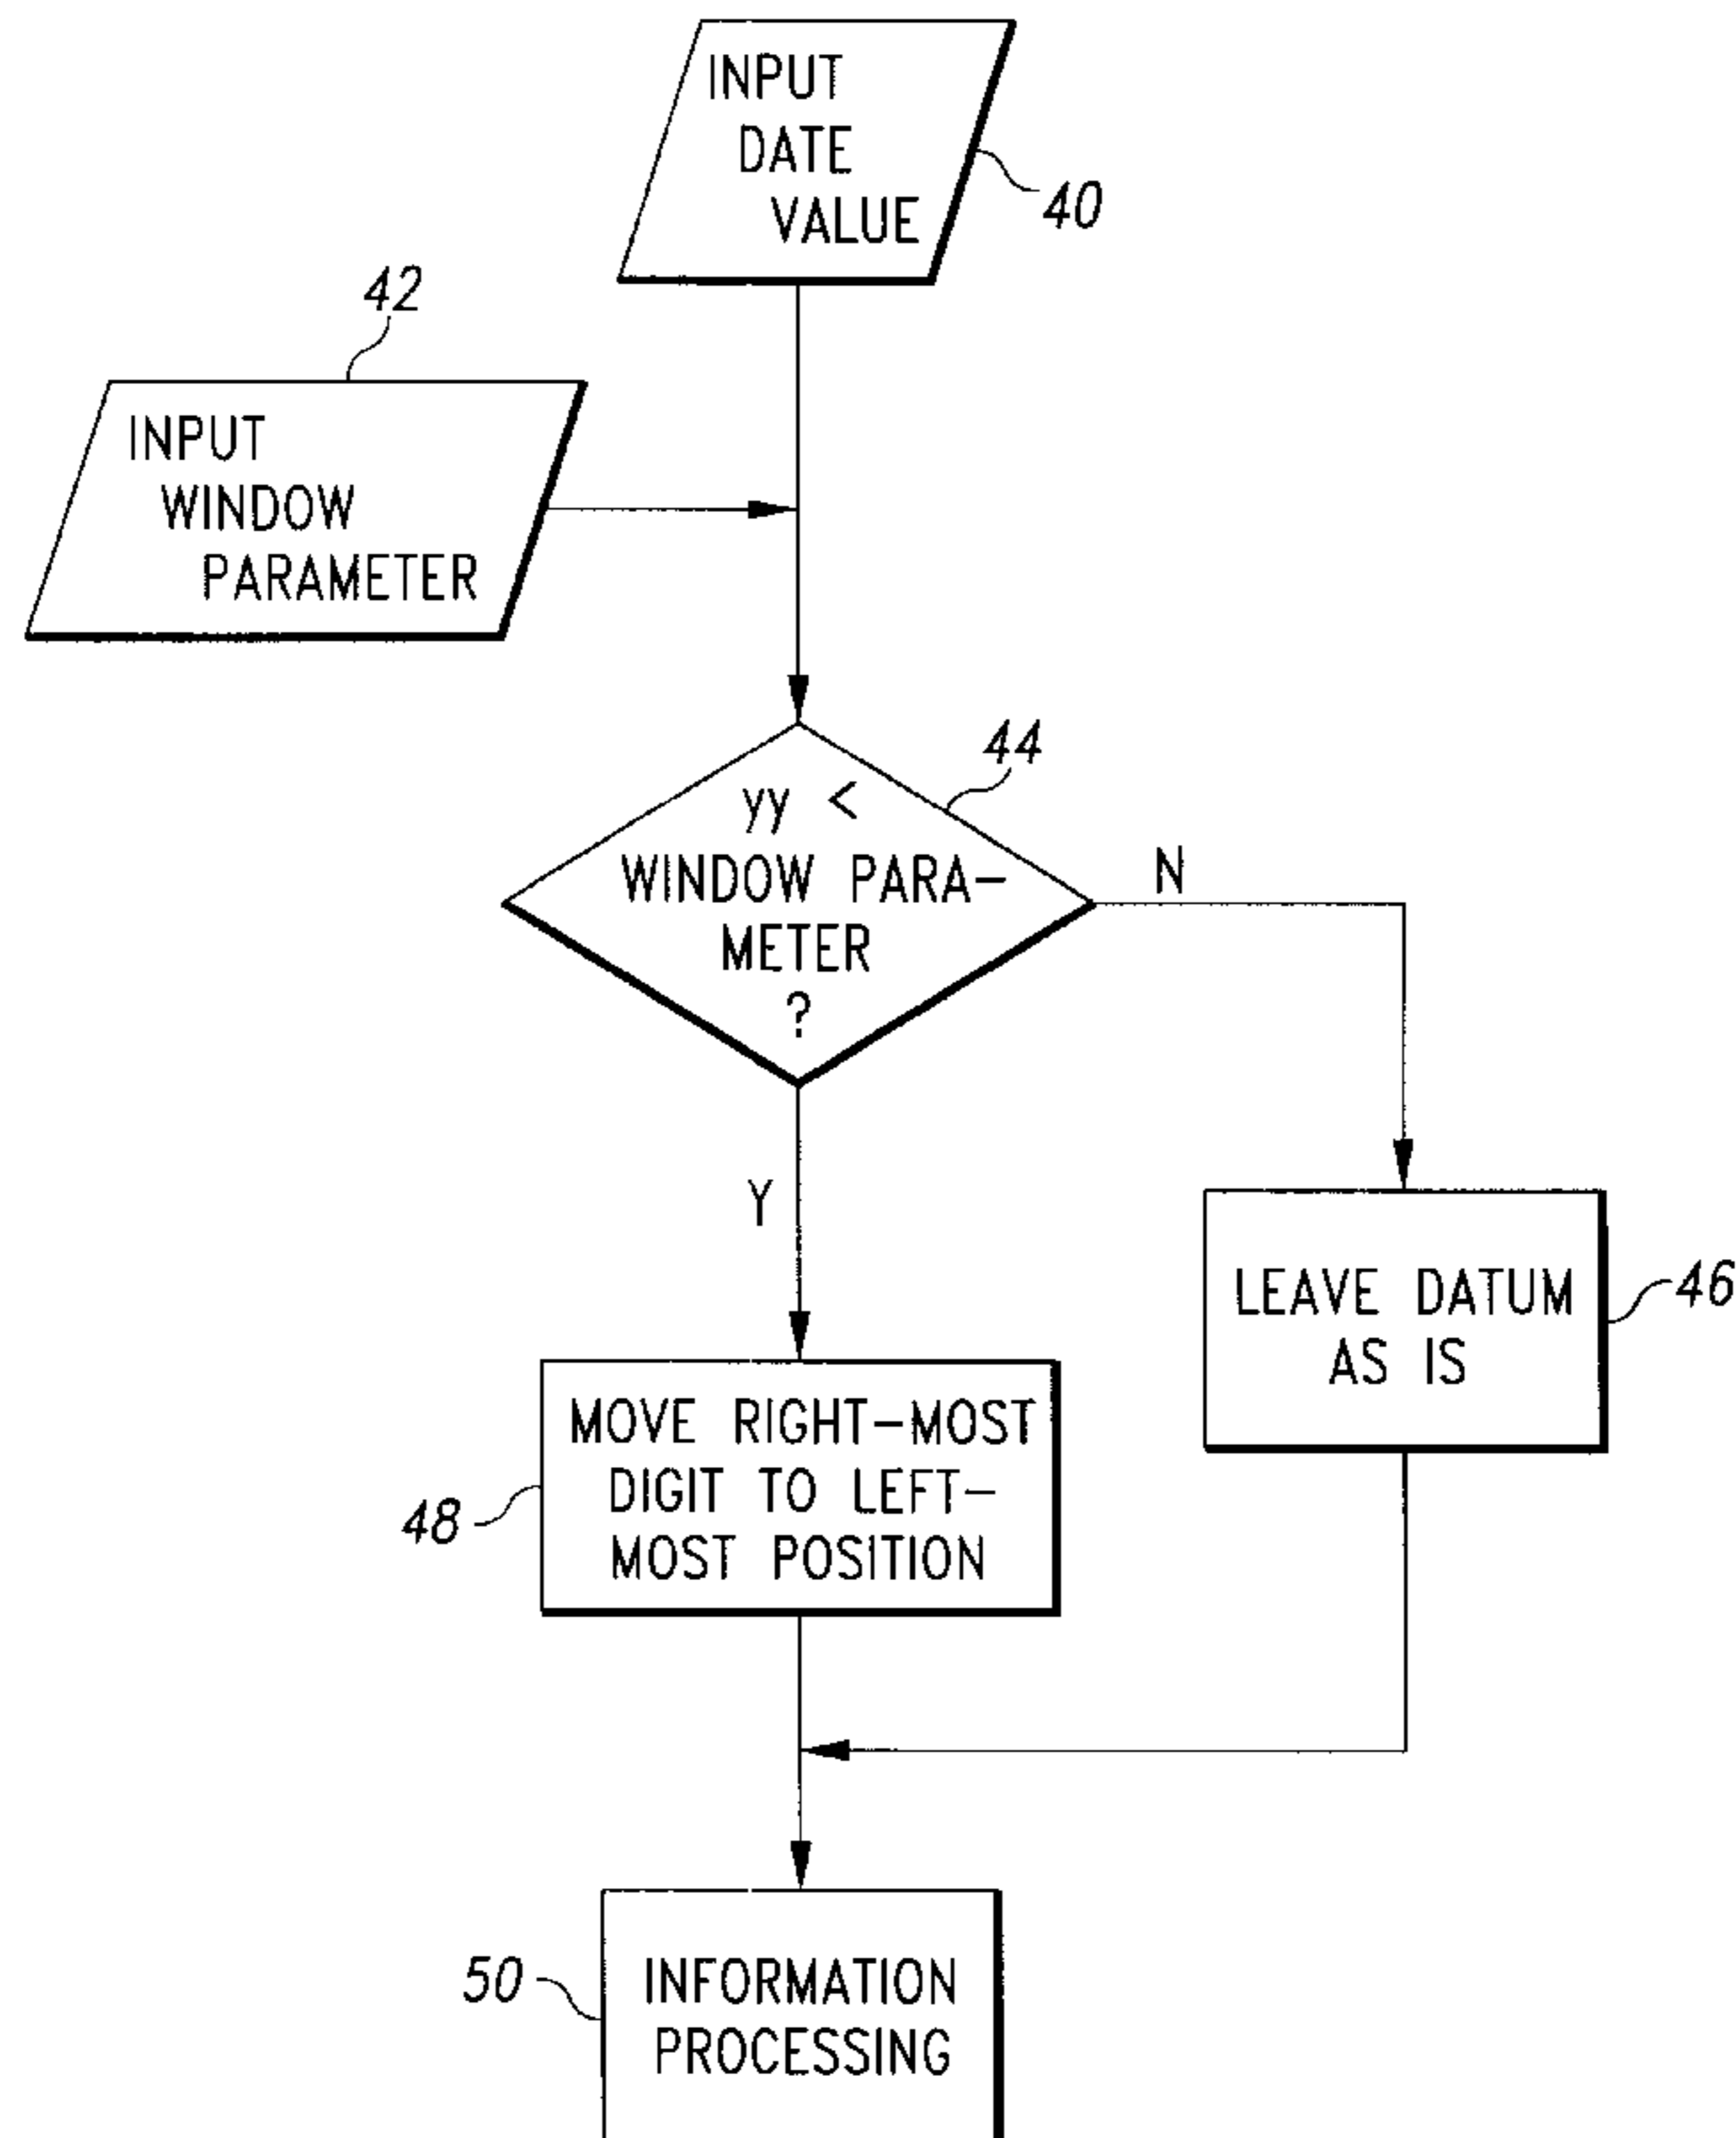 INPUT
DATE
VALUE
40
42
INPUT
WINDOW
PARAMETER
44
yy <
WINDOW PARA-
METER
?
N
Y
LEAVE DATUM
AS IS
46
MOVE RIGHT-MOST
DIGIT TO LEFT-
MOST POSITION
48
50
INFORMATION
PROCESSING